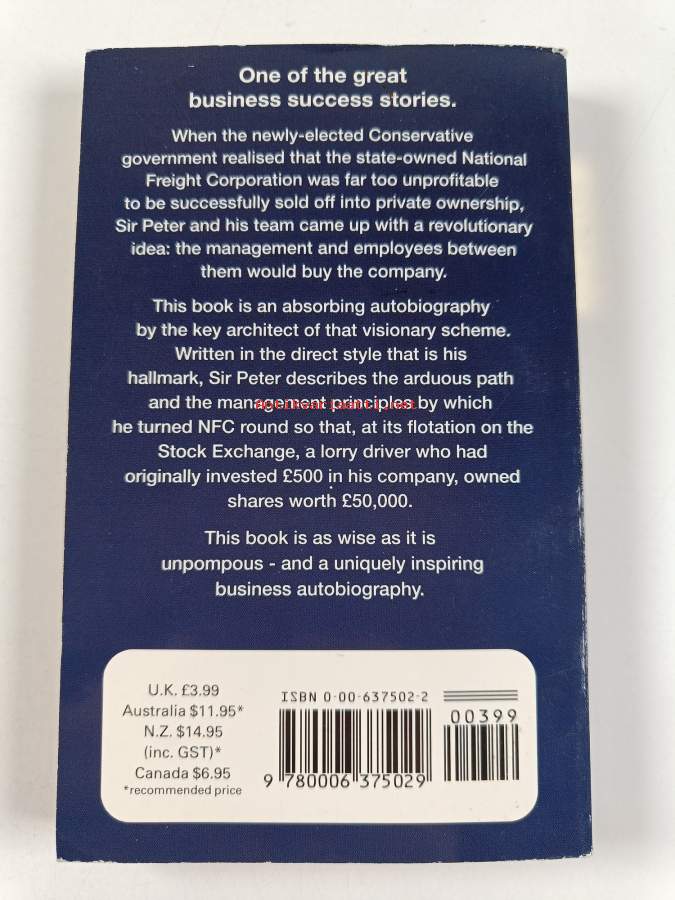 One of the great
business success stories.
When the newly-elected Conservative
government realised that the state-owned National
Freight Corporation was far too unprofitable
to be successfully sold off into private ownership,
Sir Peter and his team came up with a revolutionary
idea: the management and employees between
them would buy the company.
This book is an absorbing autobiography
by the key architect of that visionary scheme.
Written in the direct style that is his
hallmark, Sir Peter describes the arduous path
and the management principles by which
Antikvariaatti.net
he turned NFC round so that, at its flotation on the
Stock Exchange, a lorry driver who had
originally invested £500 in his company, owned
shares worth £50,000.
This book is as wise as it is
unpompous - and a uniquely inspiring
business autobiography.
U.K. £3.99
Australia $11.95*
N.Z. $14.95
(inc. GST)*
Canada $6.95
*recommended price
ISBN 0-00-637502-2
00399
9 780006 375029